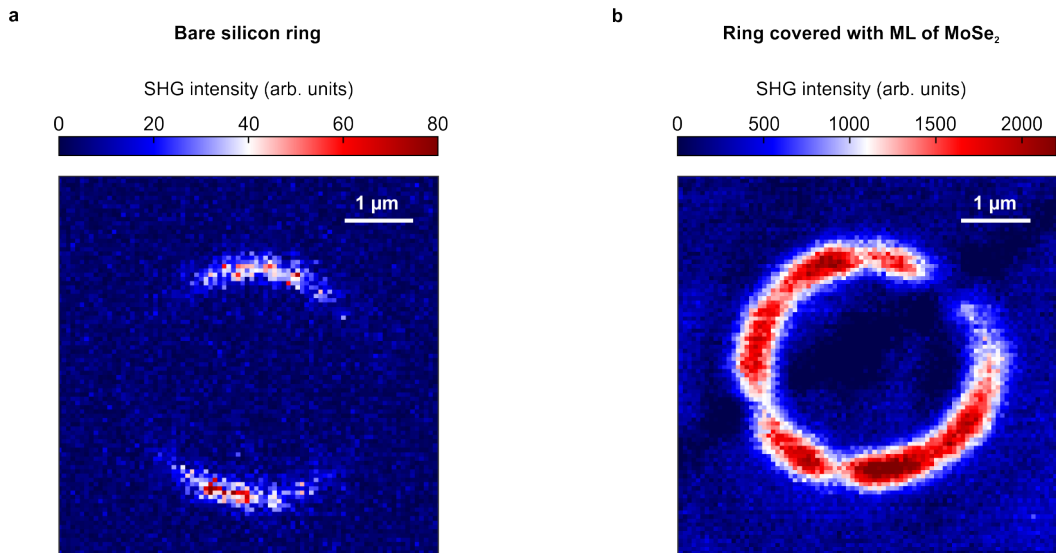 a
Bare silicon ring
SHG intensity (arb. units)
0 20 40 60 80
1 µm
b
Ring covered with ML of MoSe₂
SHG intensity (arb. units)
0 500 1000 1500 2000
1 µm